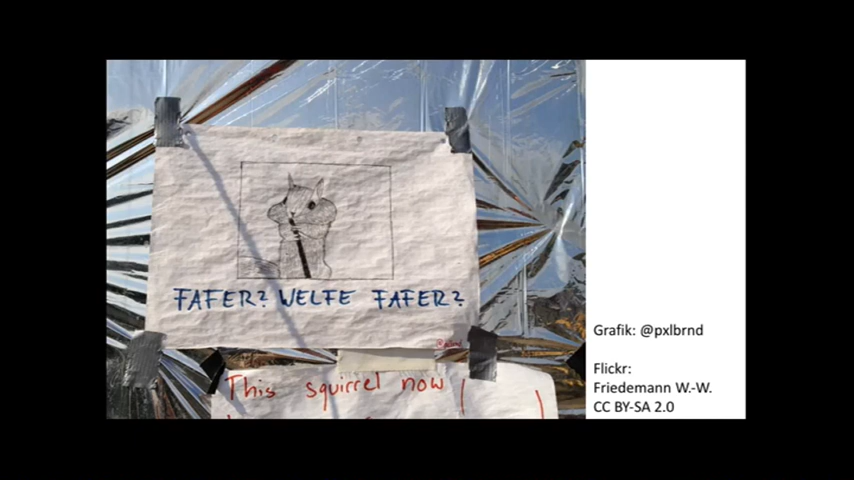 FAFER? WELFE FAFER?
This squirrel now
Grafik: @pxlbrnd
Flickr:
Friedemann W.-W.
CC BY-SA 2.0